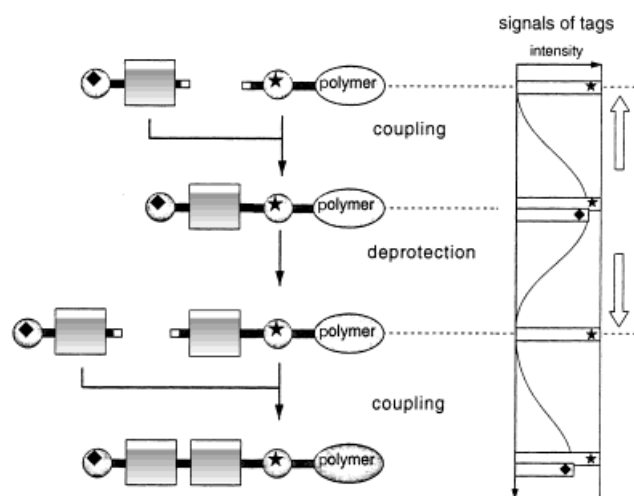 signals of tags
intensity
polymer
coupling
polymer
deprotection
polymer
coupling
polymer